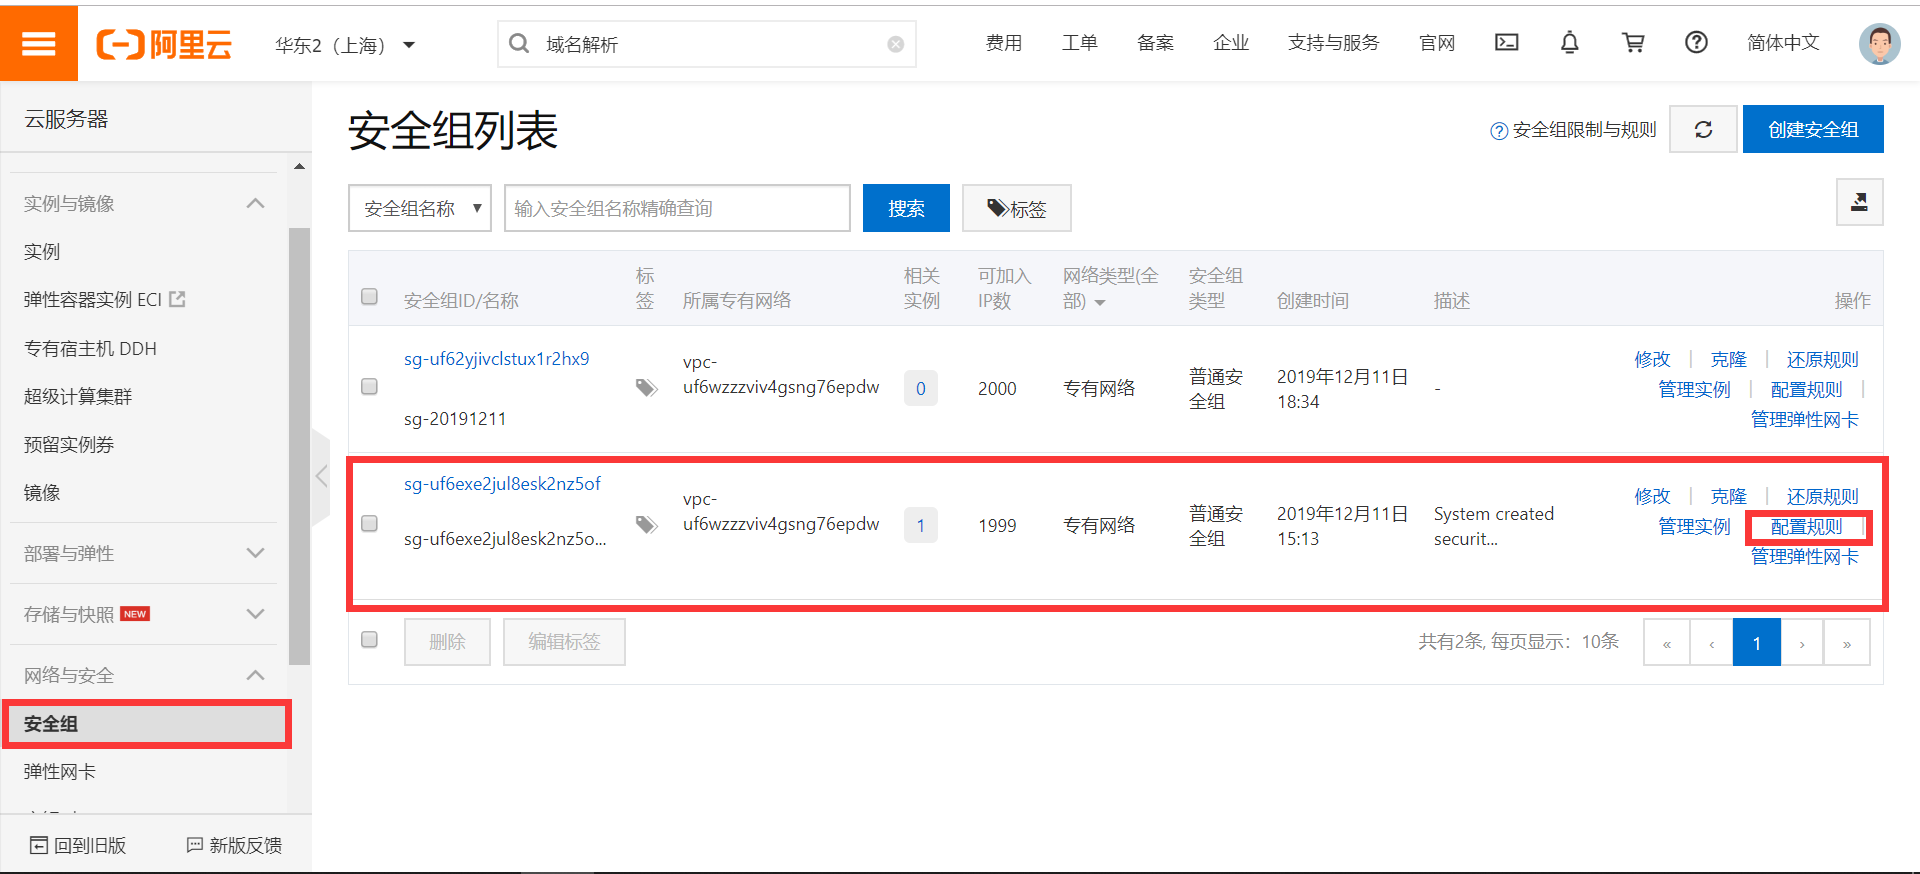 阿里云
华东2（上海）
域名解析
费用
工单
备案
企业
支持与服务
官网
简体中文
云服务器
实例与镜像
实例
弹性容器实例 ECI
专有宿主机 DDH
超级计算集群
预留实例券
镜像
部署与弹性
存储与快照 NEW
网络与安全
安全组
弹性网卡
回到旧版
新版反馈
安全组列表
安全组限制与规则
创建安全组
安全组名称
输入安全组名称精确查询
搜索
标签
安全组ID/名称
标
签
所属专有网络
相关
实例
可加入
IP数
网络类型(全
部)
安全组
类型
创建时间
描述
操作
sg-uf62yjivclstux1r2hx9
sg-20191211
vpc-
uf6wzzzviv4gsng76epdw
0
2000
专有网络
普通安
全组
2019年12月11日
18:34
-
修改 | 克隆 | 还原规则
管理实例 | 配置规则 |
管理弹性网卡
sg-uf6exe2jul8esk2nz5of
sg-uf6exe2jul8esk2nz5o...
vpc-
uf6wzzzviv4gsng76epdw
1
1999
专有网络
普通安
全组
2019年12月11日
15:13
System created
securit...
修改 | 克隆 | 还原规则
管理实例 | 配置规则 |
管理弹性网卡
删除
编辑标签
共有2条, 每页显示：10条
« ‹ 1 › »